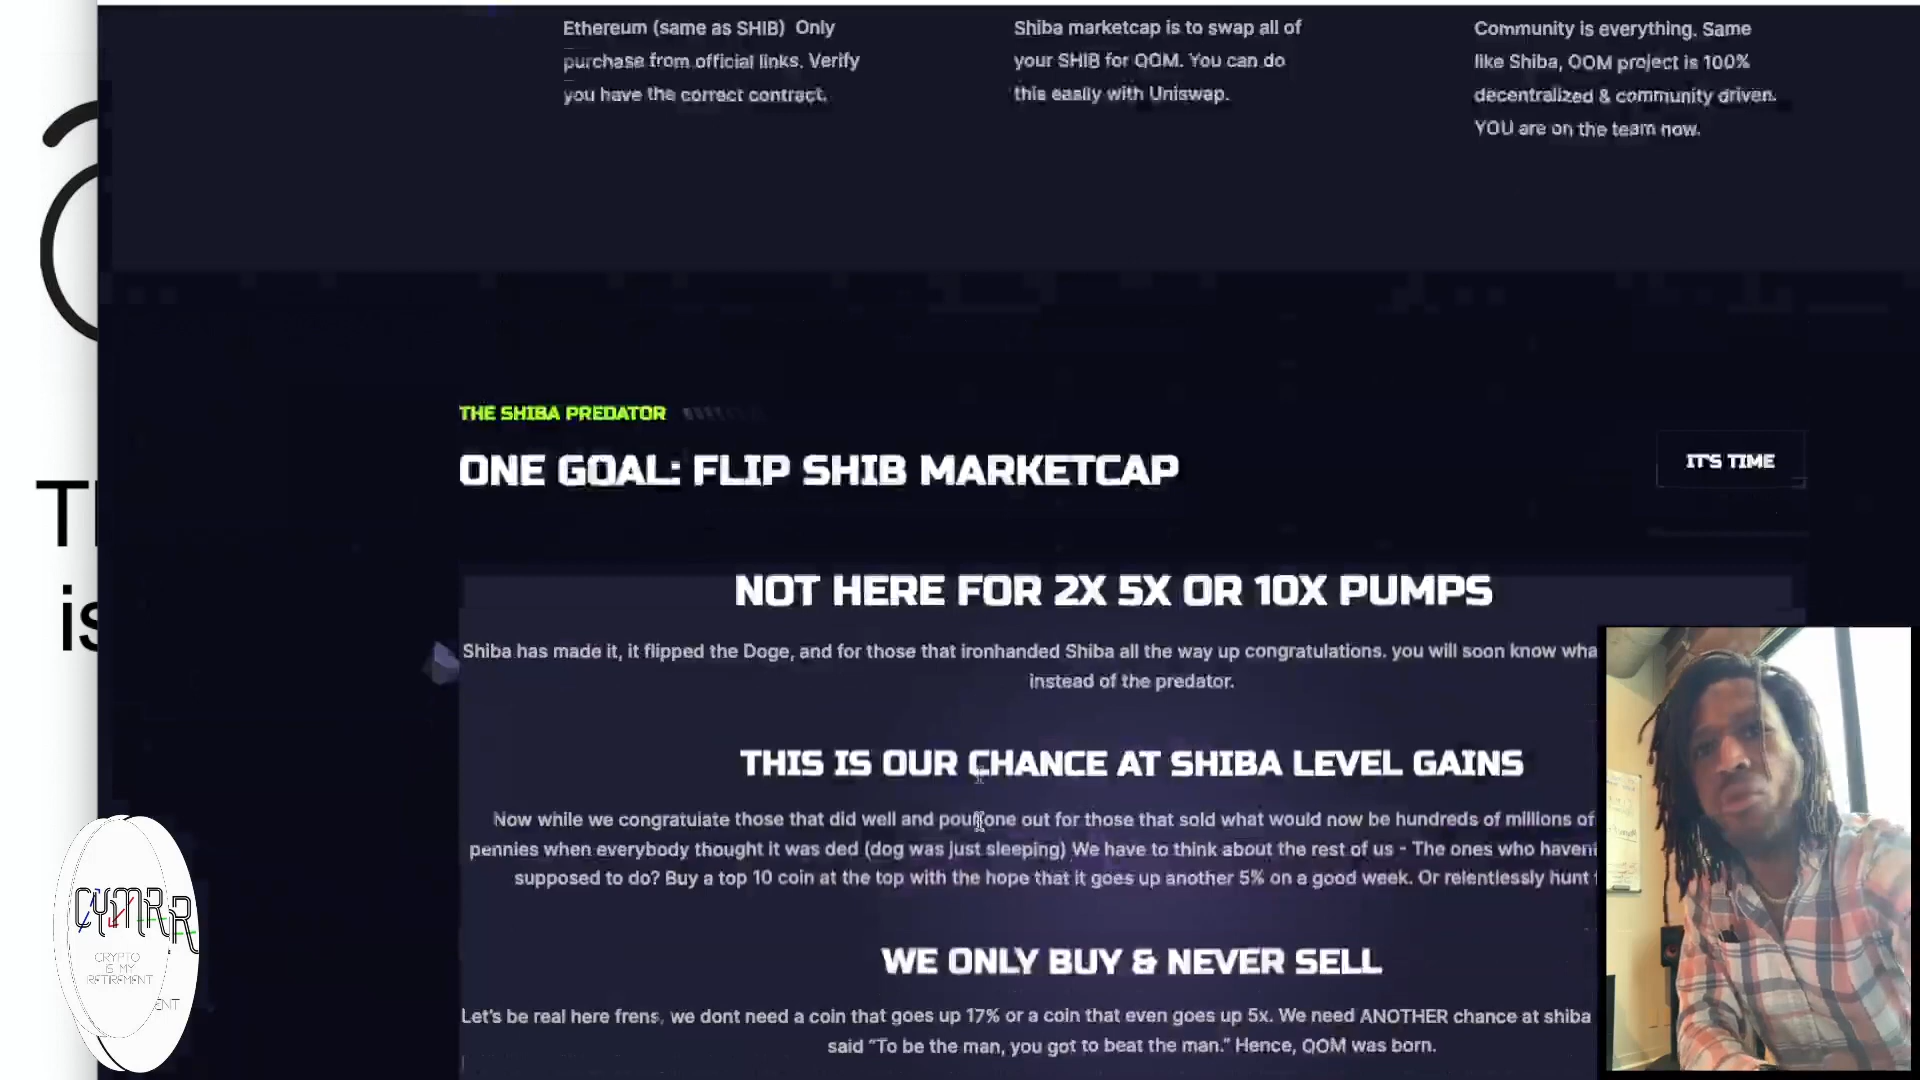 Ethereum (same as SHIB) Only
purchase from official links. Verify
you have the correct contract.
Shiba marketcap is to swap all of
your SHIB for QOM. You can do
this easily with Uniswap.
Community is everything. Same
like Shiba, QOM project is 100%
decentralized & community driven.
YOU are on the team now.
THE SHIBA PREDATOR
ONE GOAL: FLIP SHIB MARKETCAP
IT'S TIME
NOT HERE FOR 2X 5X OR 10X PUMPS
Shiba has made it, it flipped the Doge, and for those that ironhanded Shiba all the way up congratulations. you will soon know wha
instead of the predator.
THIS IS OUR CHANCE AT SHIBA LEVEL GAINS
Now while we congratulate those that did well and pour one out for those that sold what would now be hundreds of millions of
pennies when everybody thought it was ded (dog was just sleeping) We have to think about the rest of us - The ones who haven
supposed to do? Buy a top 10 coin at the top with the hope that it goes up another 5% on a good week. Or relentlessly hunt
WE ONLY BUY & NEVER SELL
Let's be real here frens, we dont need a coin that goes up 17% or a coin that even goes up 5x. We need ANOTHER chance at shiba
said "To be the man, you got to beat the man." Hence, QOM was born.
is
CRYPTO
IS MY
RETIREMENT